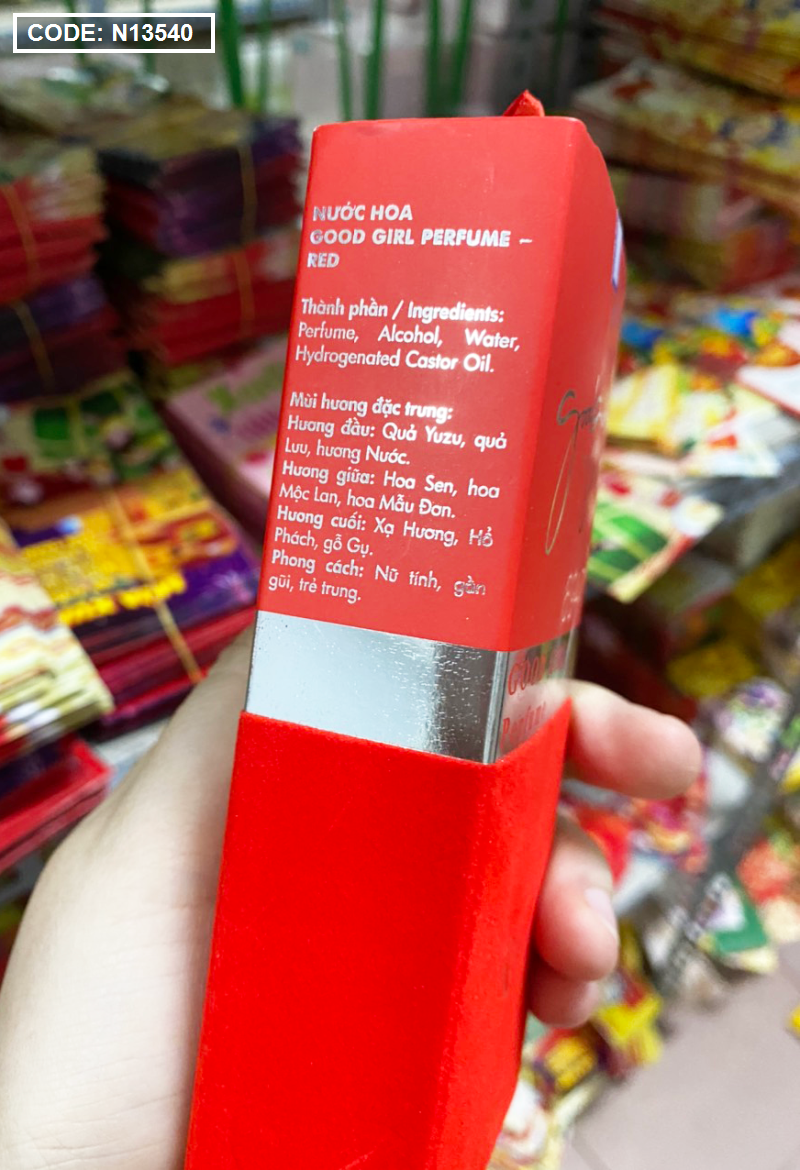 CODE: N13540
NƯỚC HOA
GOOD GIRL PERFUME –
RED
Thành phần / Ingredients:
Perfume, Alcohol, Water,
Hydrogenated Castor Oil.
Mùi hương đặc trưng:
Hương đầu: Quả Yuzu, quả
Lưu, hương Nước.
Hương giữa: Hoa Sen, hoa
Mộc Lan, hoa Mẫu Đơn.
Hương cuối: Xạ Hương, Hổ
Phách, gỗ Gụ.
Phong cách: Nữ tính, gần
gũi, trẻ trung.